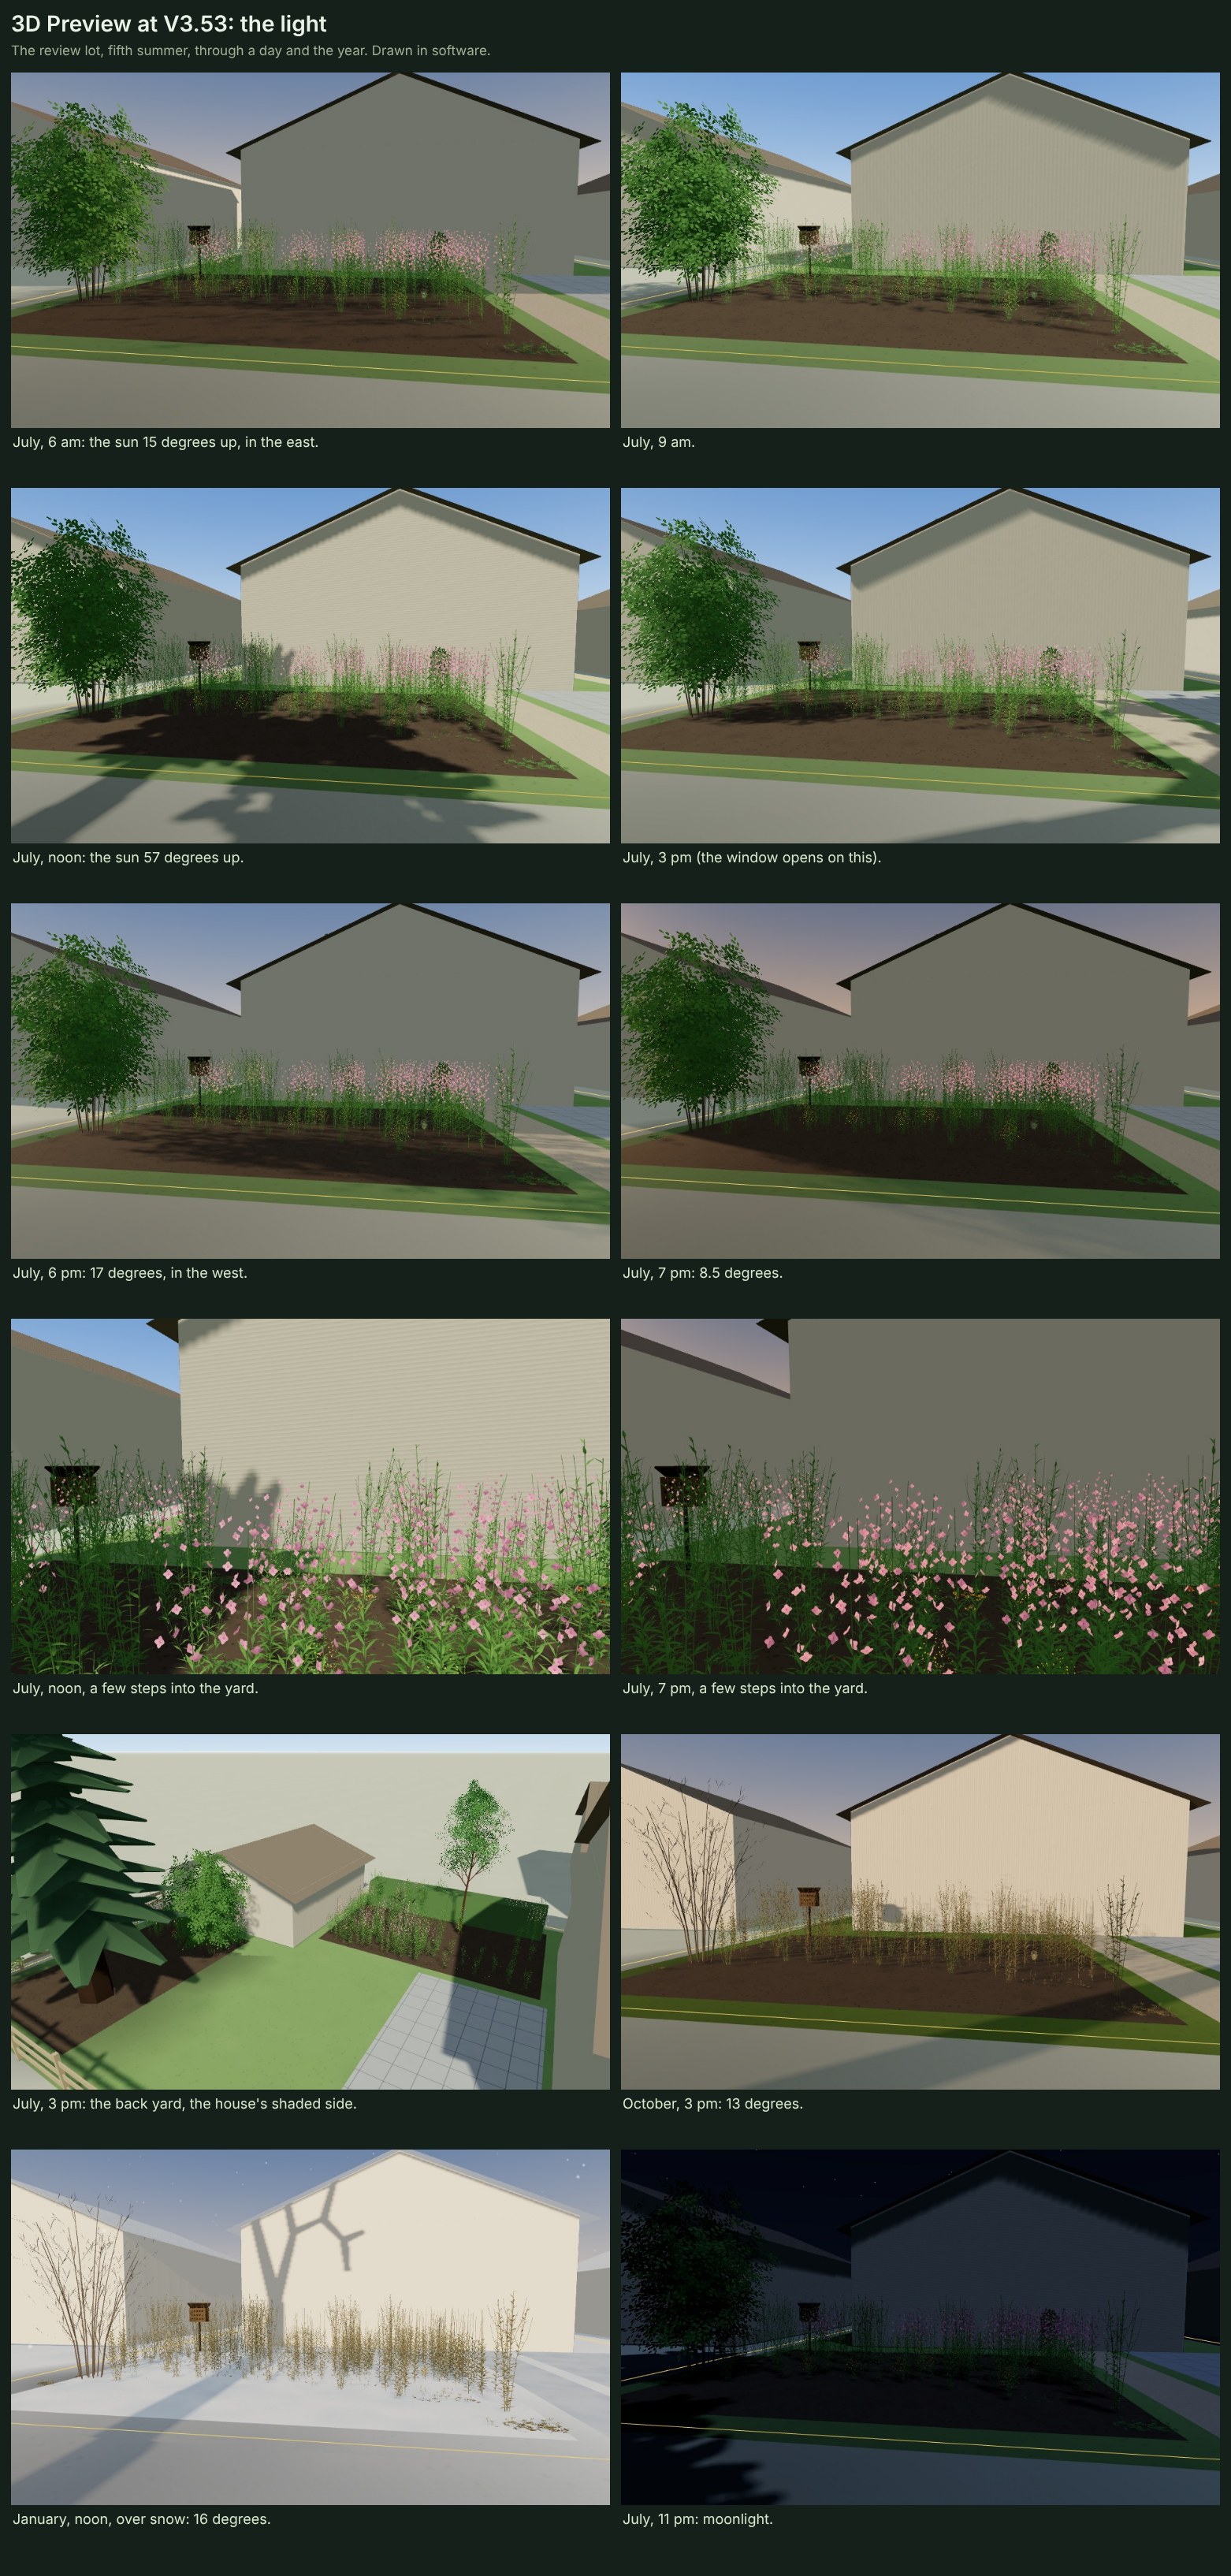 3D Preview at V3.53: the light
The review lot, fifth summer, through a day and the year. Drawn in software.
July, 6 am: the sun 15 degrees up, in the east.
July, 9 am.
July, noon: the sun 57 degrees up.
July, 3 pm (the window opens on this).
July, 6 pm: 17 degrees, in the west.
July, 7 pm: 8.5 degrees.
July, noon, a few steps into the yard.
July, 7 pm, a few steps into the yard.
July, 3 pm: the back yard, the house's shaded side.
October, 3 pm: 13 degrees.
January, noon, over snow: 16 degrees.
July, 11 pm: moonlight.